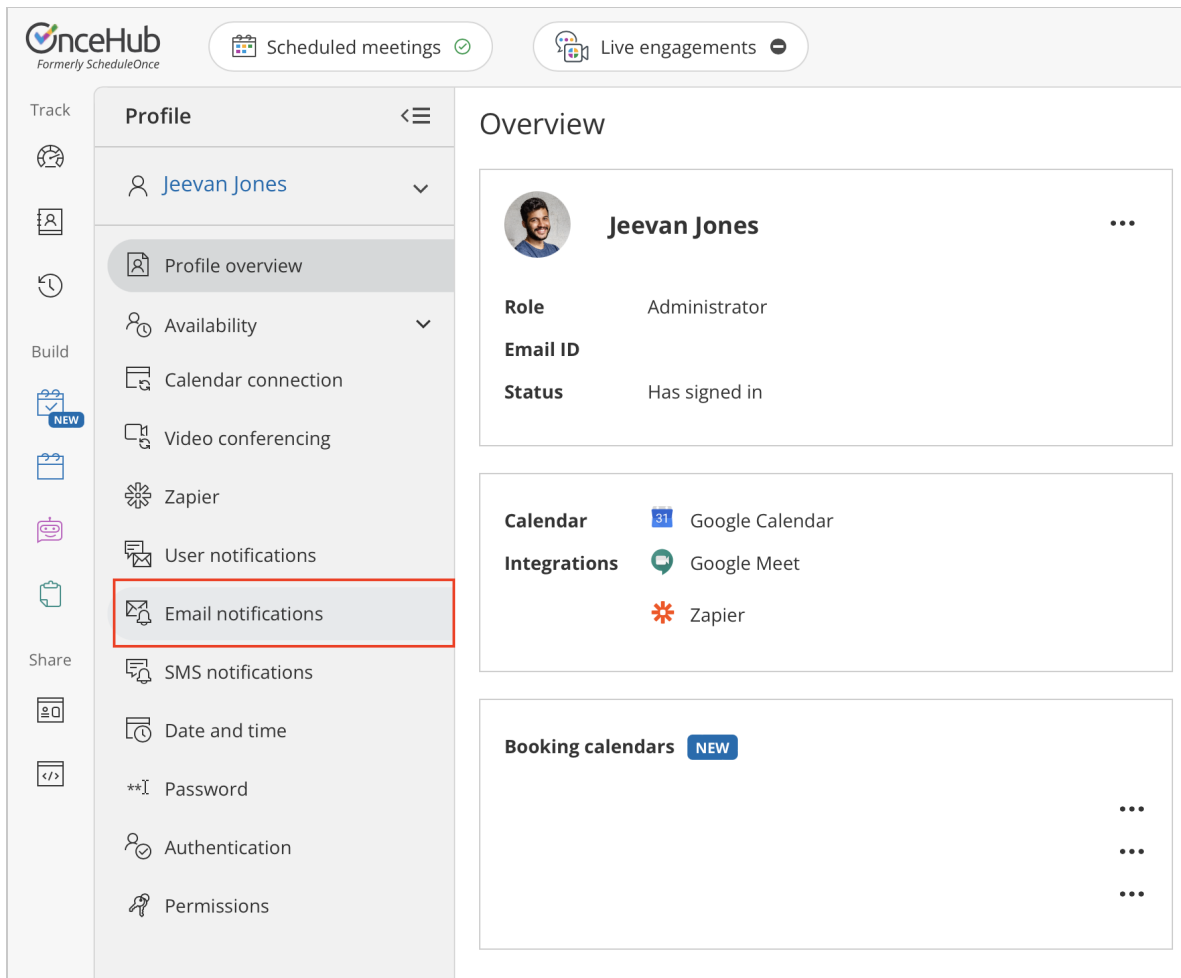 OnceHub
Formerly ScheduleOnce
Scheduled meetings
Live engagements
Track
Build
NEW
Share
Profile
Jeevan Jones
Profile overview
Availability
Calendar connection
Video conferencing
Zapier
User notifications
Email notifications
SMS notifications
Date and time
**I Password
Authentication
Permissions
Overview
Jeevan Jones
Role Administrator
Email ID
Status Has signed in
Calendar 31 Google Calendar
Integrations Google Meet
Zapier
Booking calendars NEW